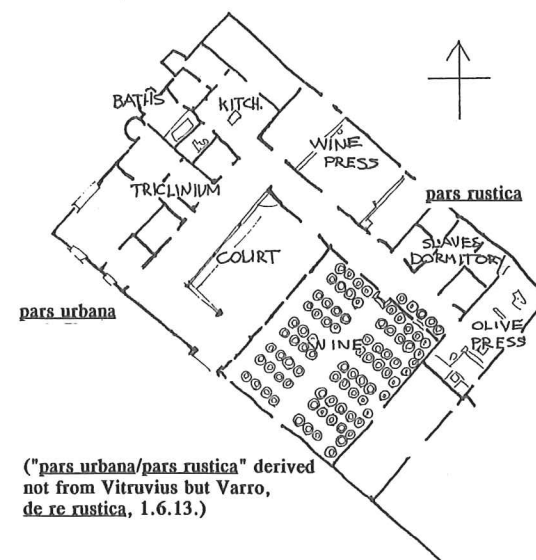 BATHS
KITCH.
WINE
PRESS
TRICLINIUM
pars rustica
SLAVES
DORMITOR
COURT
pars urbana
WINE
OLIVE
PRESS
("pars urbana/pars rustica" derived
not from Vitruvius but Varro,
de re rustica, 1.6.13.)